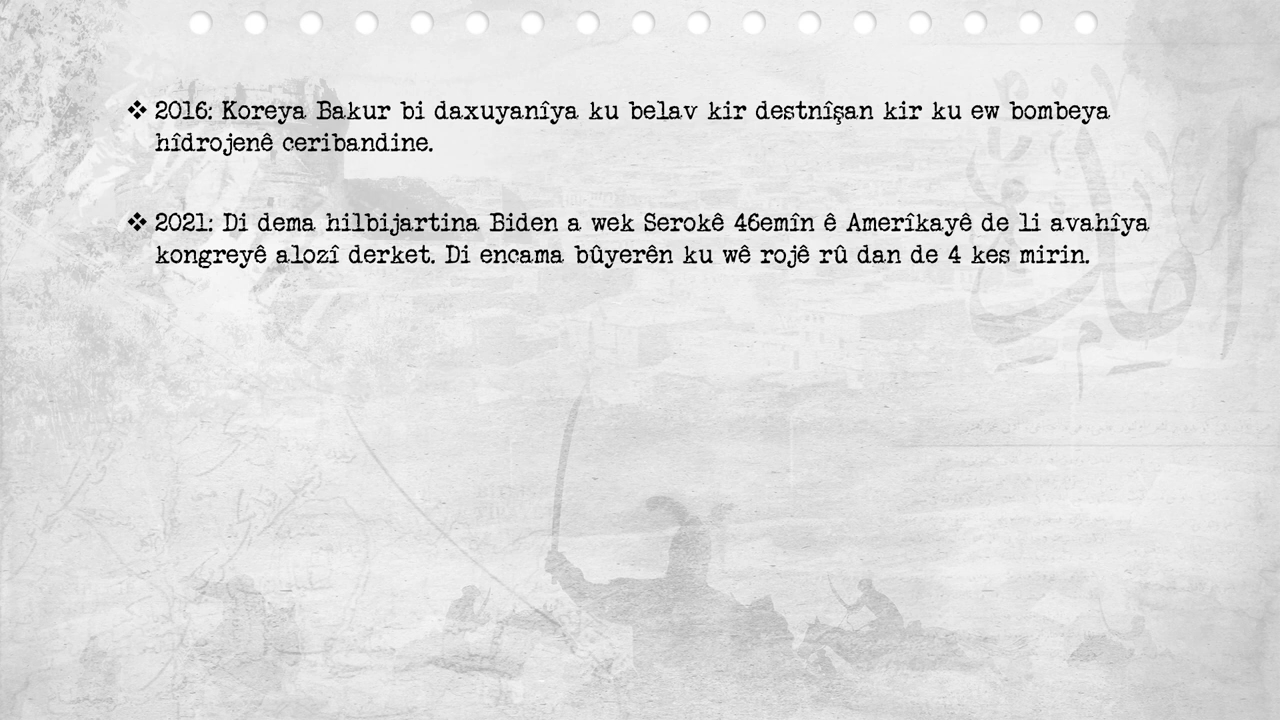 ❖ 2016: Koreya Bakur bi daxuyanîya ku belav kir destnîşan kir ku ew bombeya
hîdrojenê ceribandine.
❖ 2021: Di dema hilbijartina Biden a wek Serokê 46emîn ê Amerîkayê de li avahîya
kongreyê alozî derket. Di encama bûyerên ku wê rojê rû dan de 4 kes mirin.